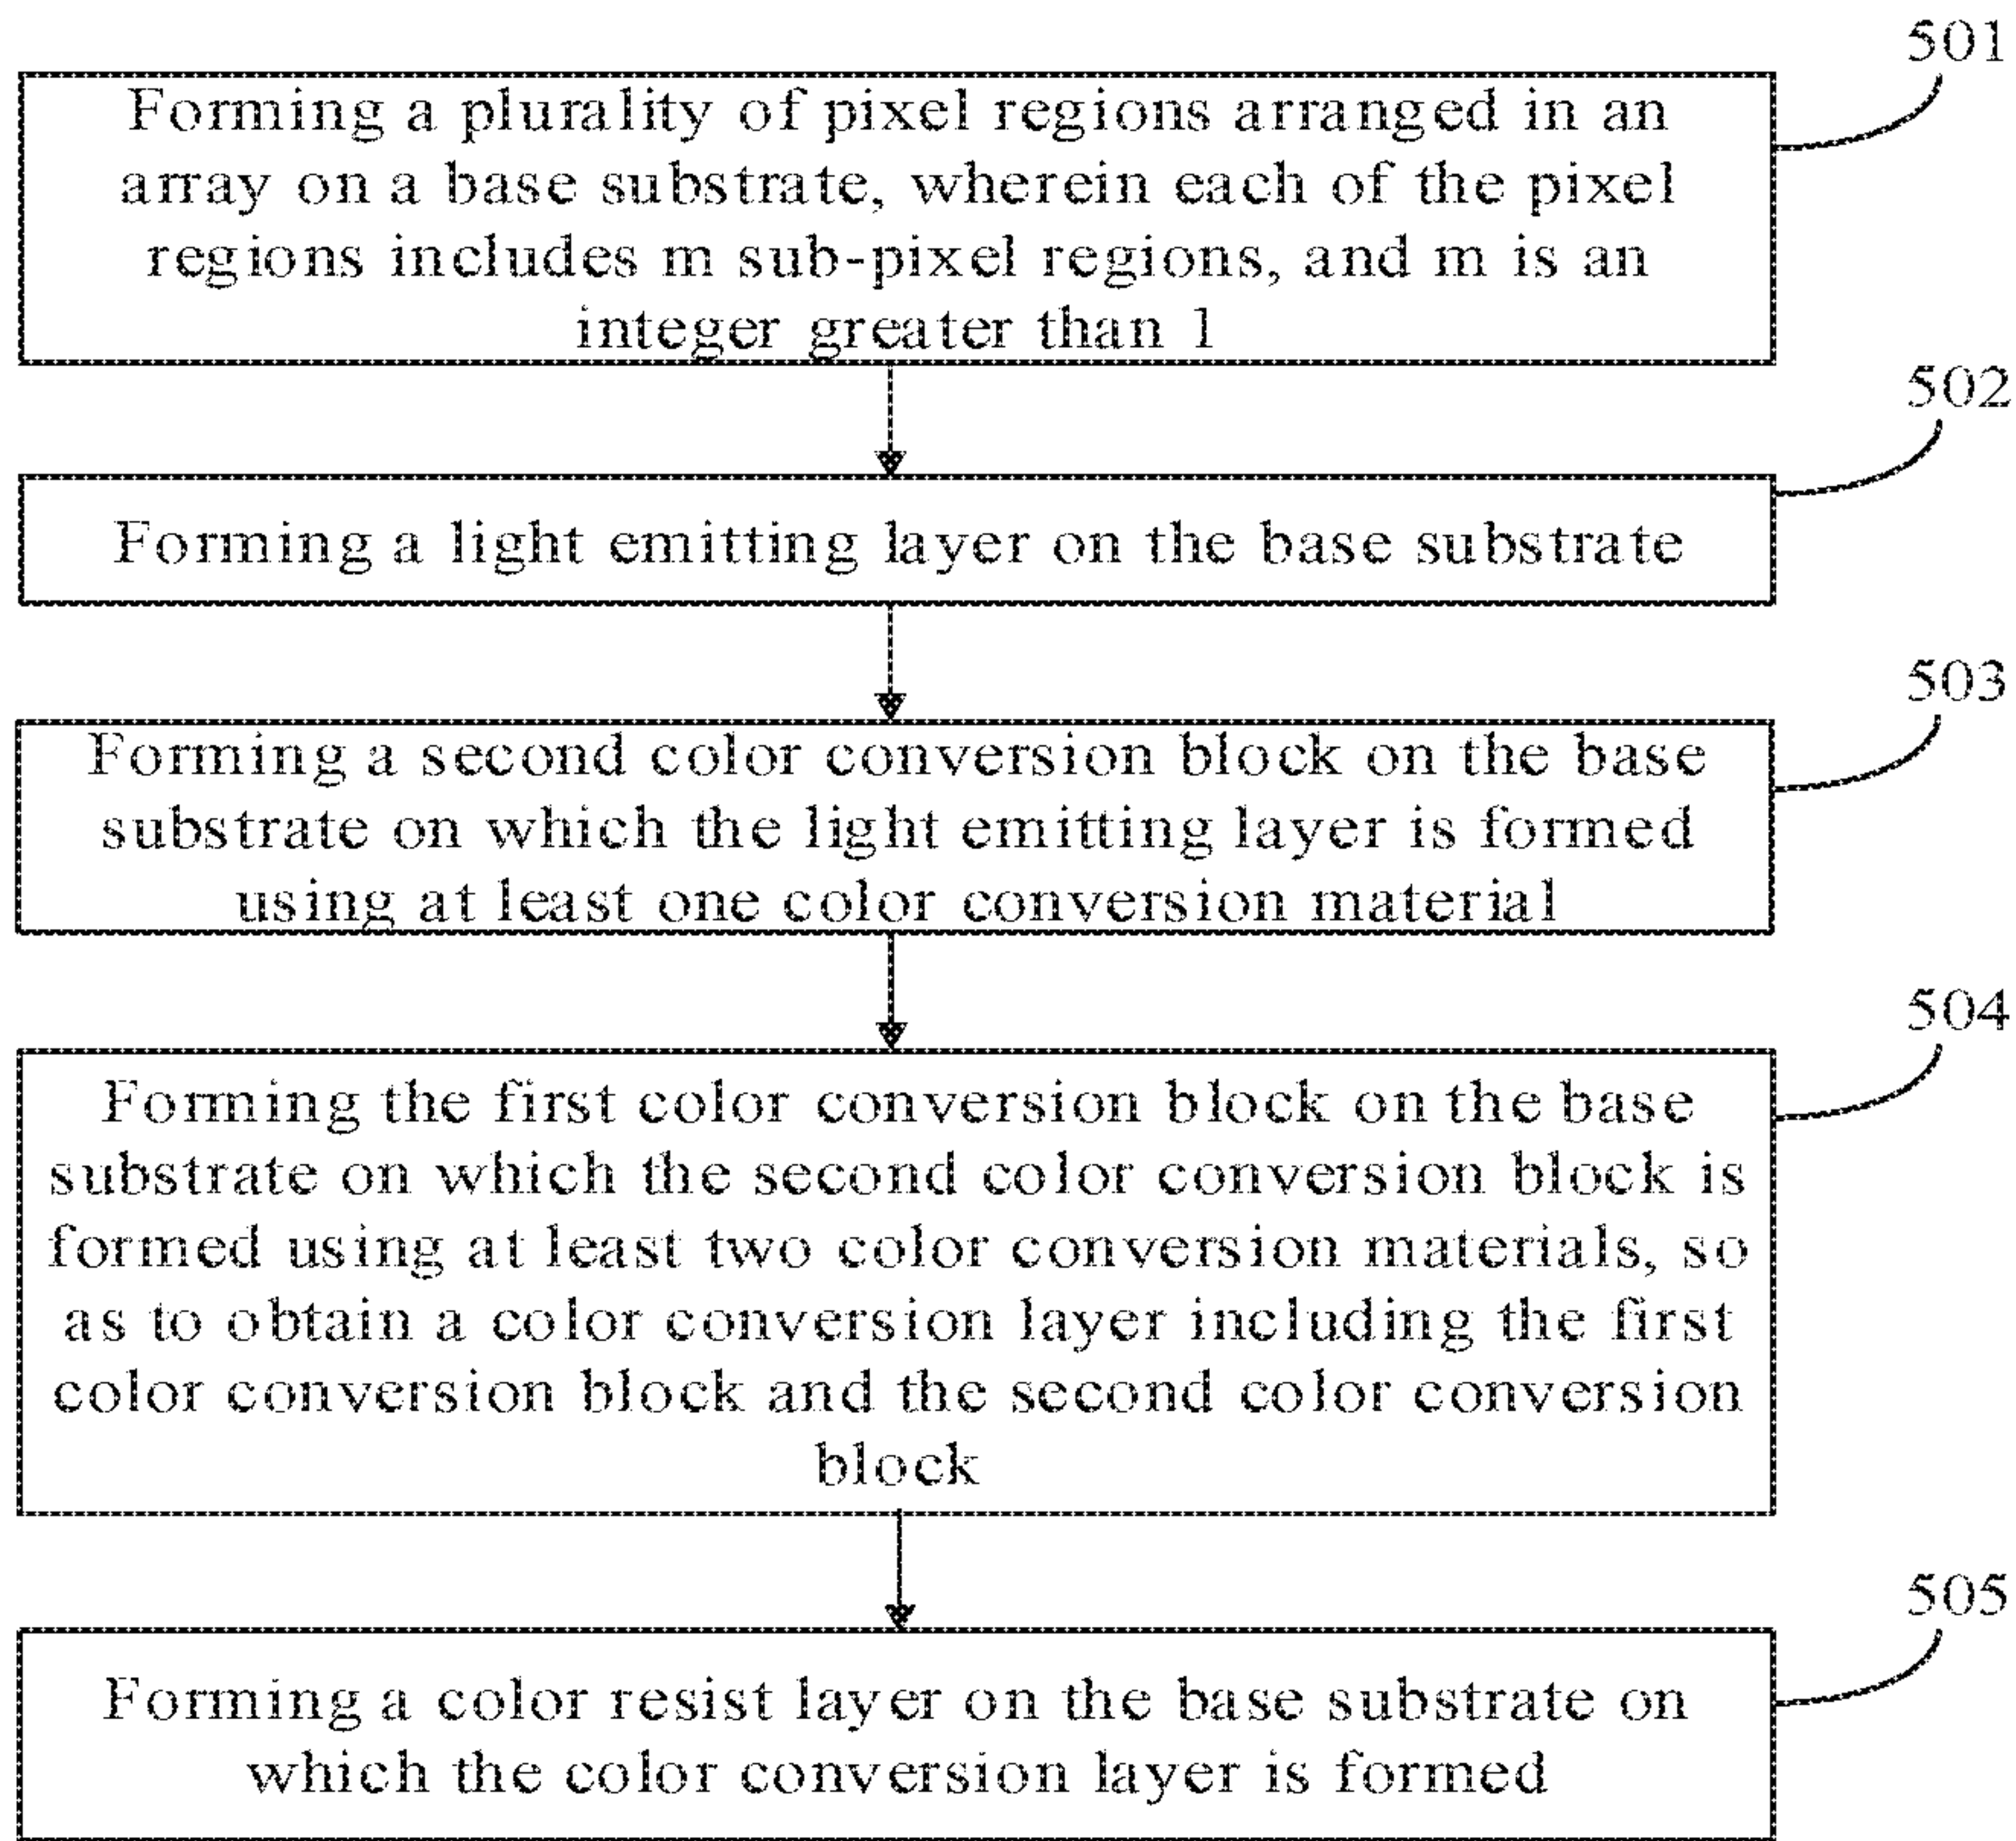 501
Forming a plurality of pixel regions arranged in an
array on a base substrate, wherein each of the pixel
regions includes m sub-pixel regions, and m is an
integer greater than 1
502
Forming a light emitting layer on the base substrate
503
Forming a second color conversion block on the base
substrate on which the light emitting layer is formed
using at least one color conversion material
504
Forming the first color conversion block on the base
substrate on which the second color conversion block is
formed using at least two color conversion materials, so
as to obtain a color conversion layer including the first
color conversion block and the second color conversion
block
505
Forming a color resist layer on the base substrate on
which the color conversion layer is formed